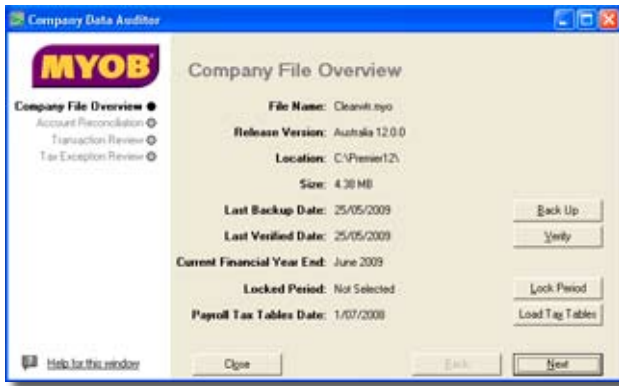 Company Data Auditor
MYOB
Company File Overview
Company File Overview
Account Reconciliation
Transaction Review
Tax Exception Review
File Name: Clearwtr.myo
Release Version: Australia 12.0.0
Location: C:\Premier12\
Size: 4.38 MB
Last Backup Date: 25/05/2009
Back Up
Last Verified Date: 25/05/2009
Verify
Current Financial Year End: June 2009
Locked Period: Not Selected
Lock Period
Payroll Tax Tables Date: 1/07/2008
Load Tax Tables
Help for this window
Close
Back
Next